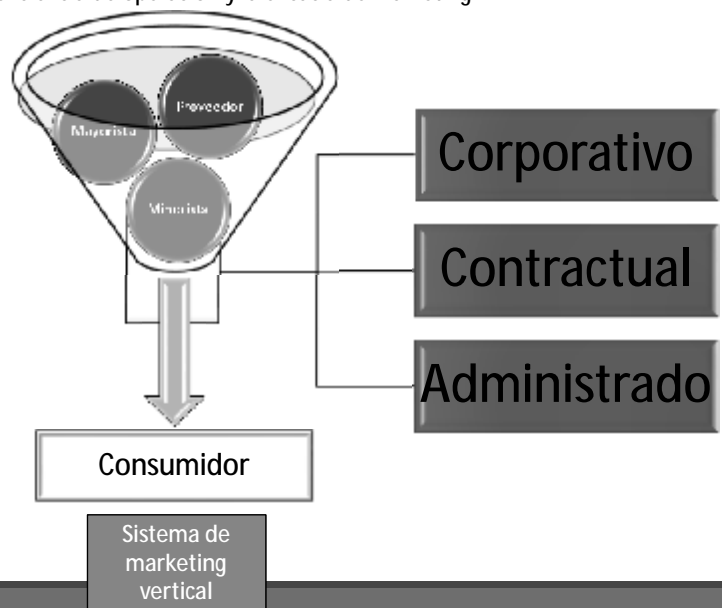 Proveedor
Mayorista
Minorista
Corporativo
Contractual
Administrado
Consumidor
Sistema de
marketing
vertical